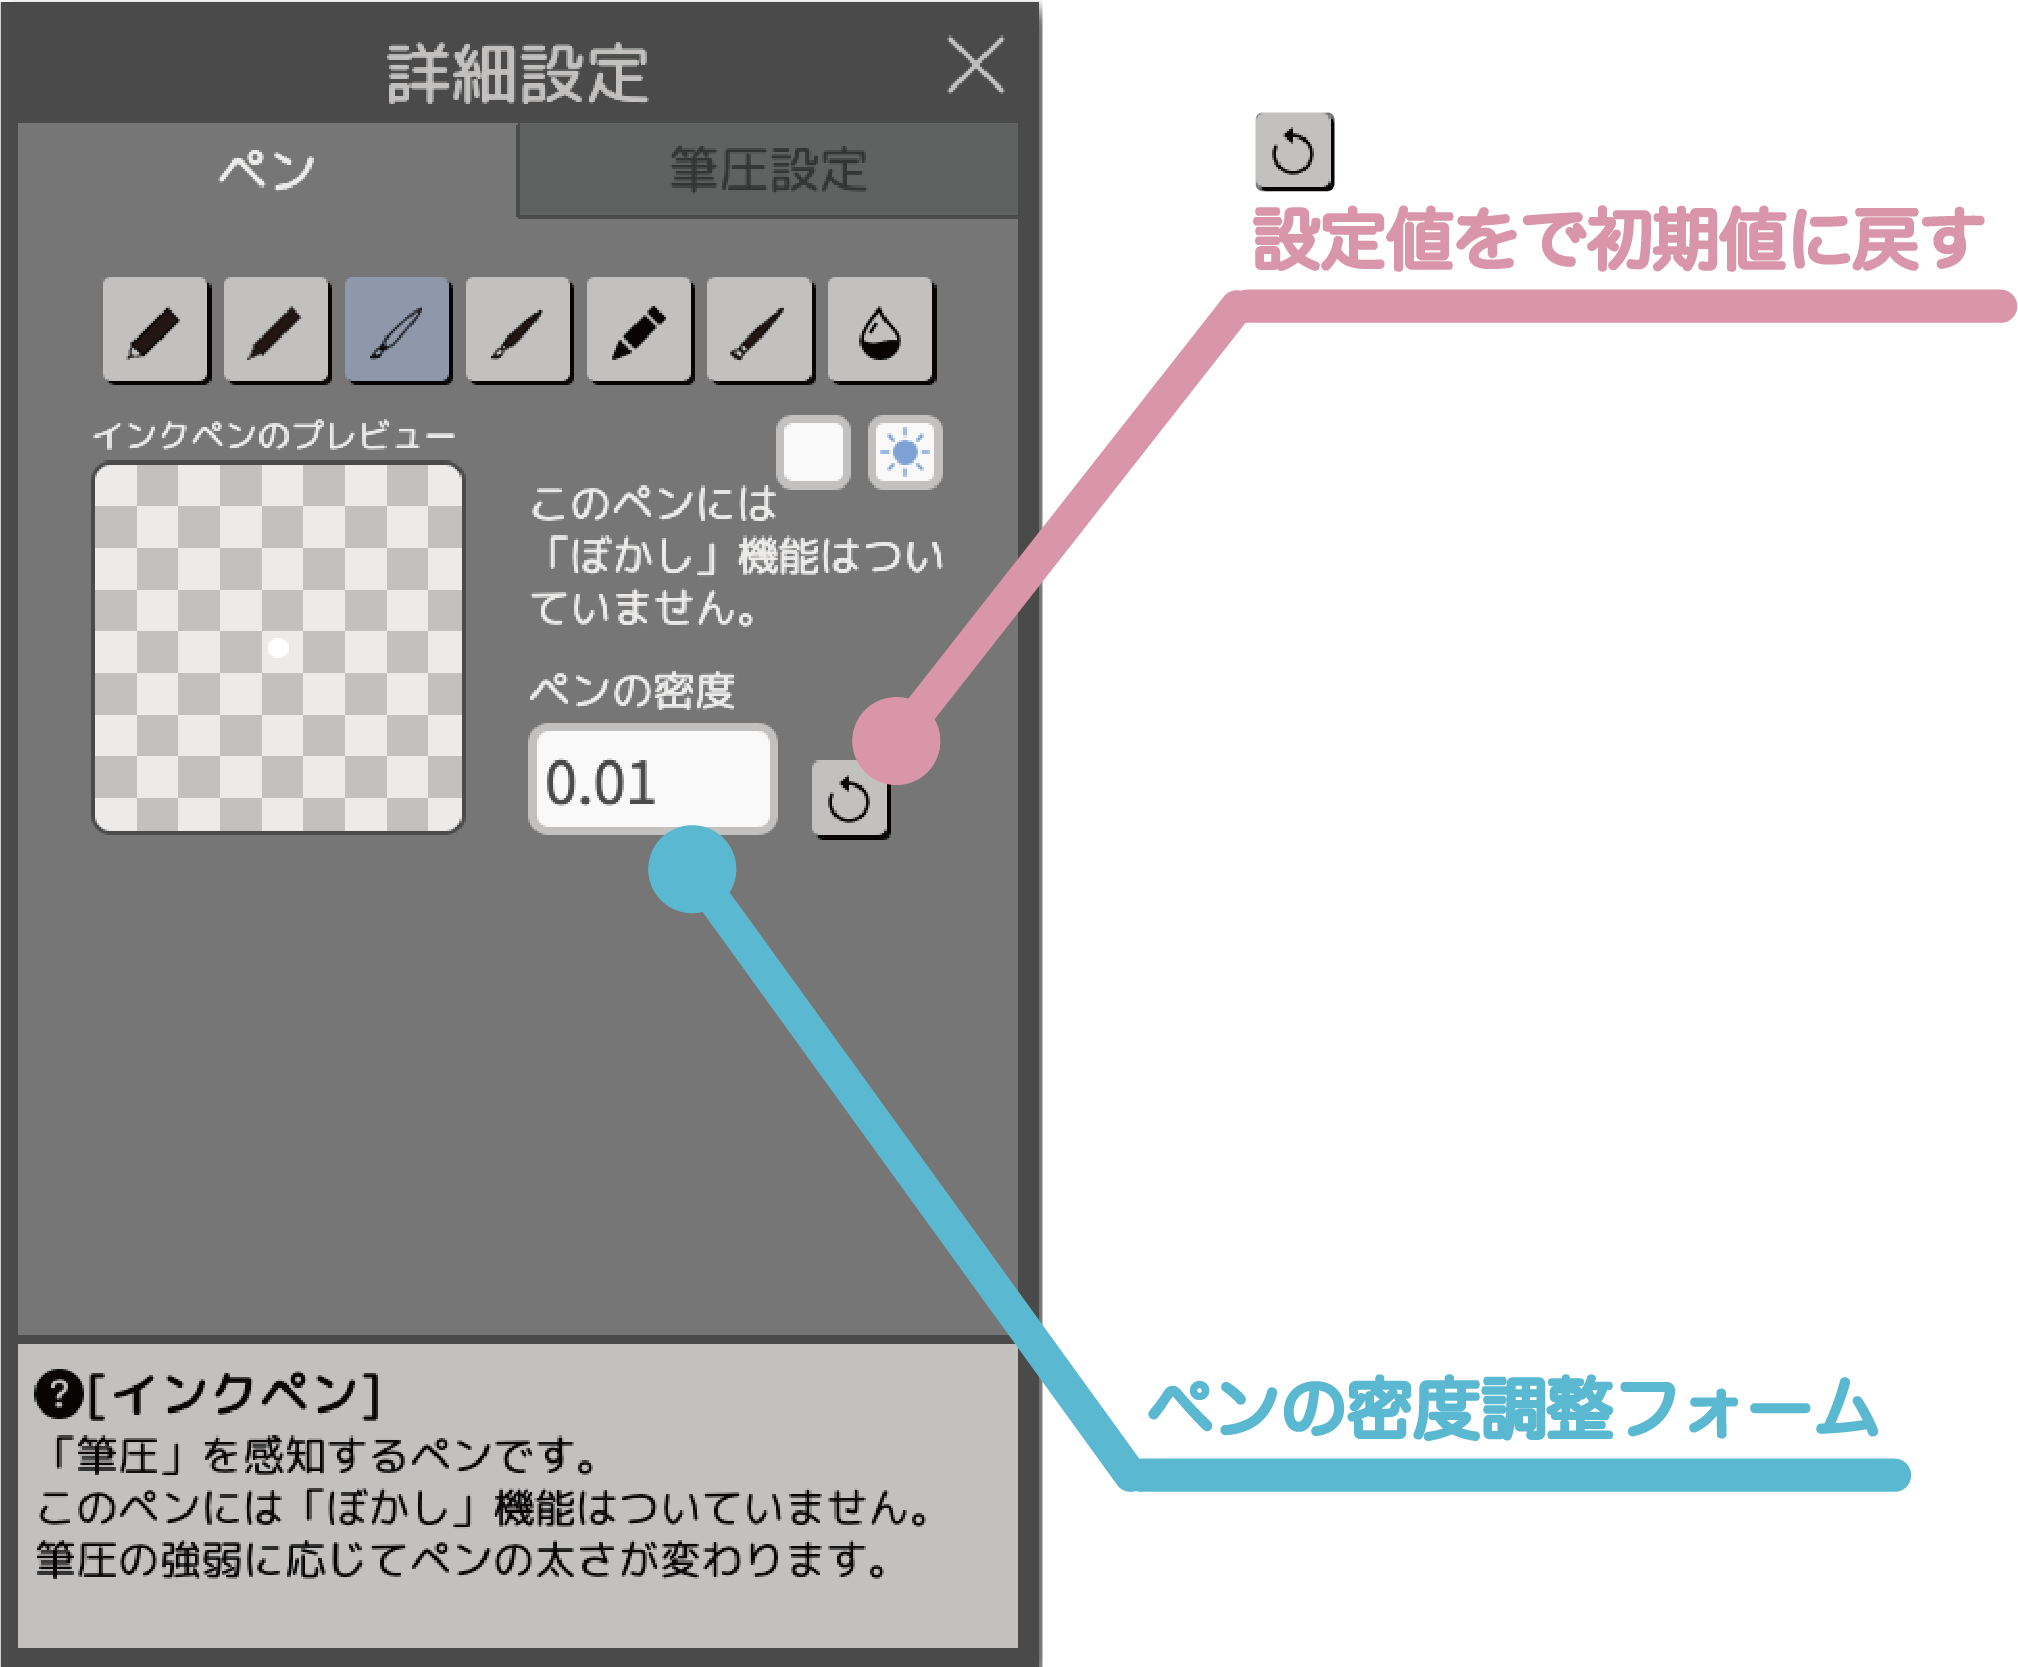 詳細設定
ペン
筆圧設定
インクペンのプレビュー
このペンには
「ぼかし」機能はつい
ていません。
ペンの密度
0.01
設定値をで初期値に戻す
ペンの密度調整フォーム
?[インクペン]
「筆圧」を感知するペンです。
このペンには「ぼかし」機能はついていません。
筆圧の強弱に応じてペンの太さが変わります。